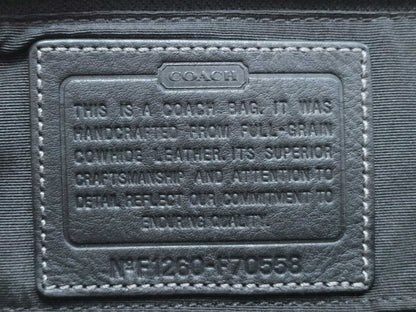 COACH
THIS IS A COACH BAG. IT WAS
HANDCRAFTED FROM FULL-GRAIN
COWHIDE LEATHER. ITS SUPERIOR
CRAFTSMANSHIP AND ATTENTION TO
DETAIL REFLECT OUR COMMITMENT TO
ENDURING QUALITY.
Nº F1260-F70558